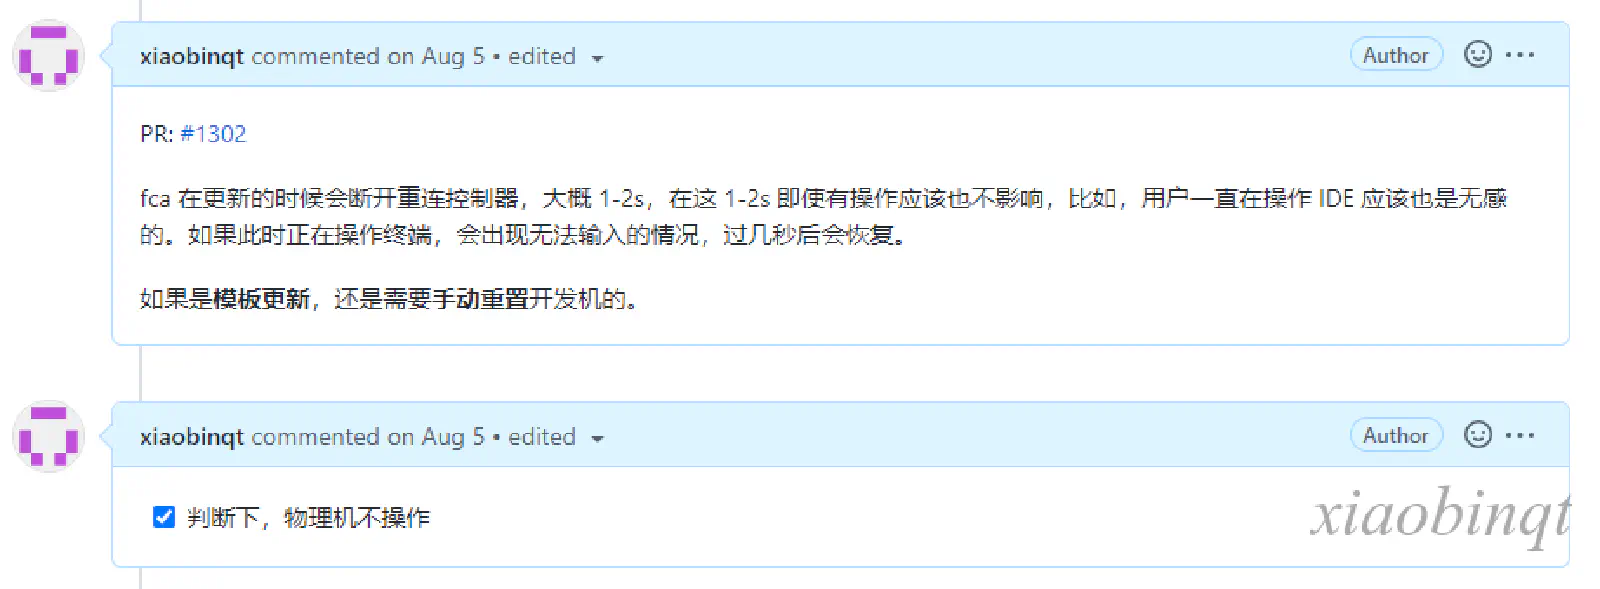 xiaobinqt commented on Aug 5 • edited
Author
PR: #1302
fca 在更新的时候会断开重连控制器，大概 1-2s，在这 1-2s 即使有操作应该也不影响，比如，用户一直在操作 IDE 应该也是无感
的。如果此时正在操作终端，会出现无法输入的情况，过几秒后会恢复。
如果是模板更新，还是需要手动重置开发机的。
xiaobinqt commented on Aug 5 • edited
Author
判断下，物理机不操作
xiaobinqt